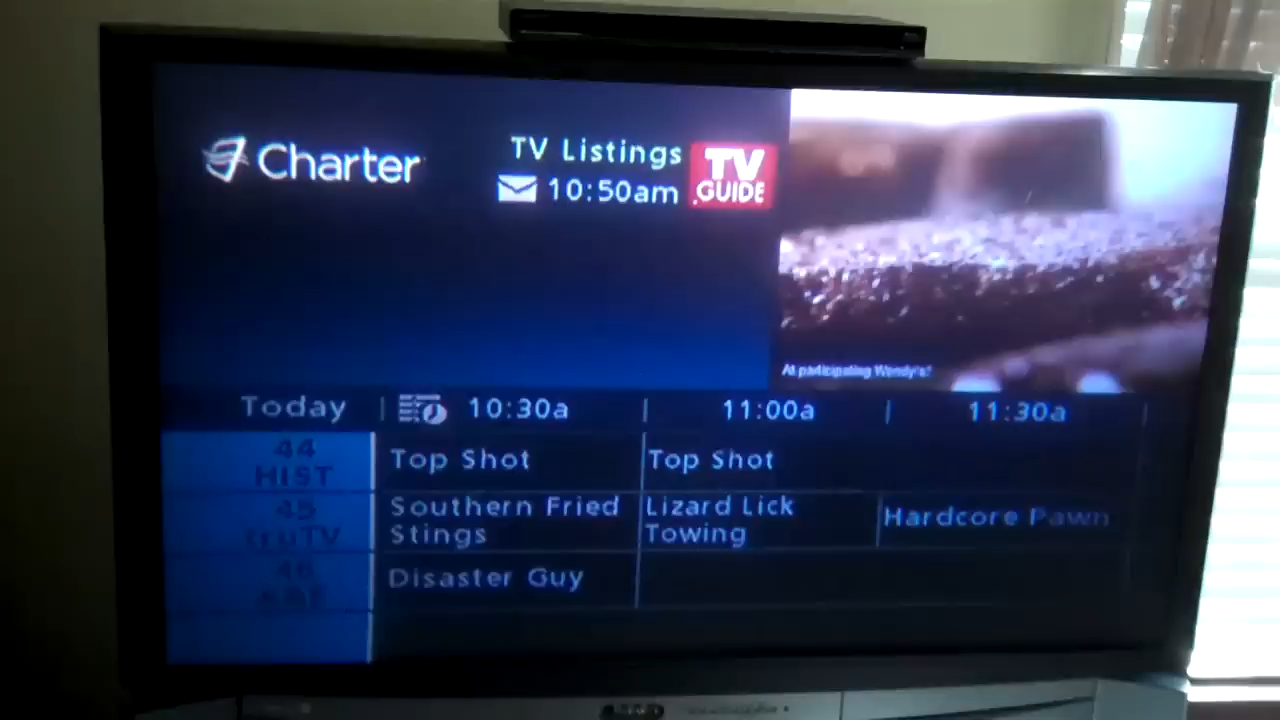 Charter
TV Listings
10:50am
TV
GUIDE
At participating Wendy's®
Today
10:30a
11:00a
11:30a
44
HIST
Top Shot
Top Shot
45
truTV
Southern Fried
Stings
Lizard Lick
Towing
Hardcore Pawn
46
Disaster Guy